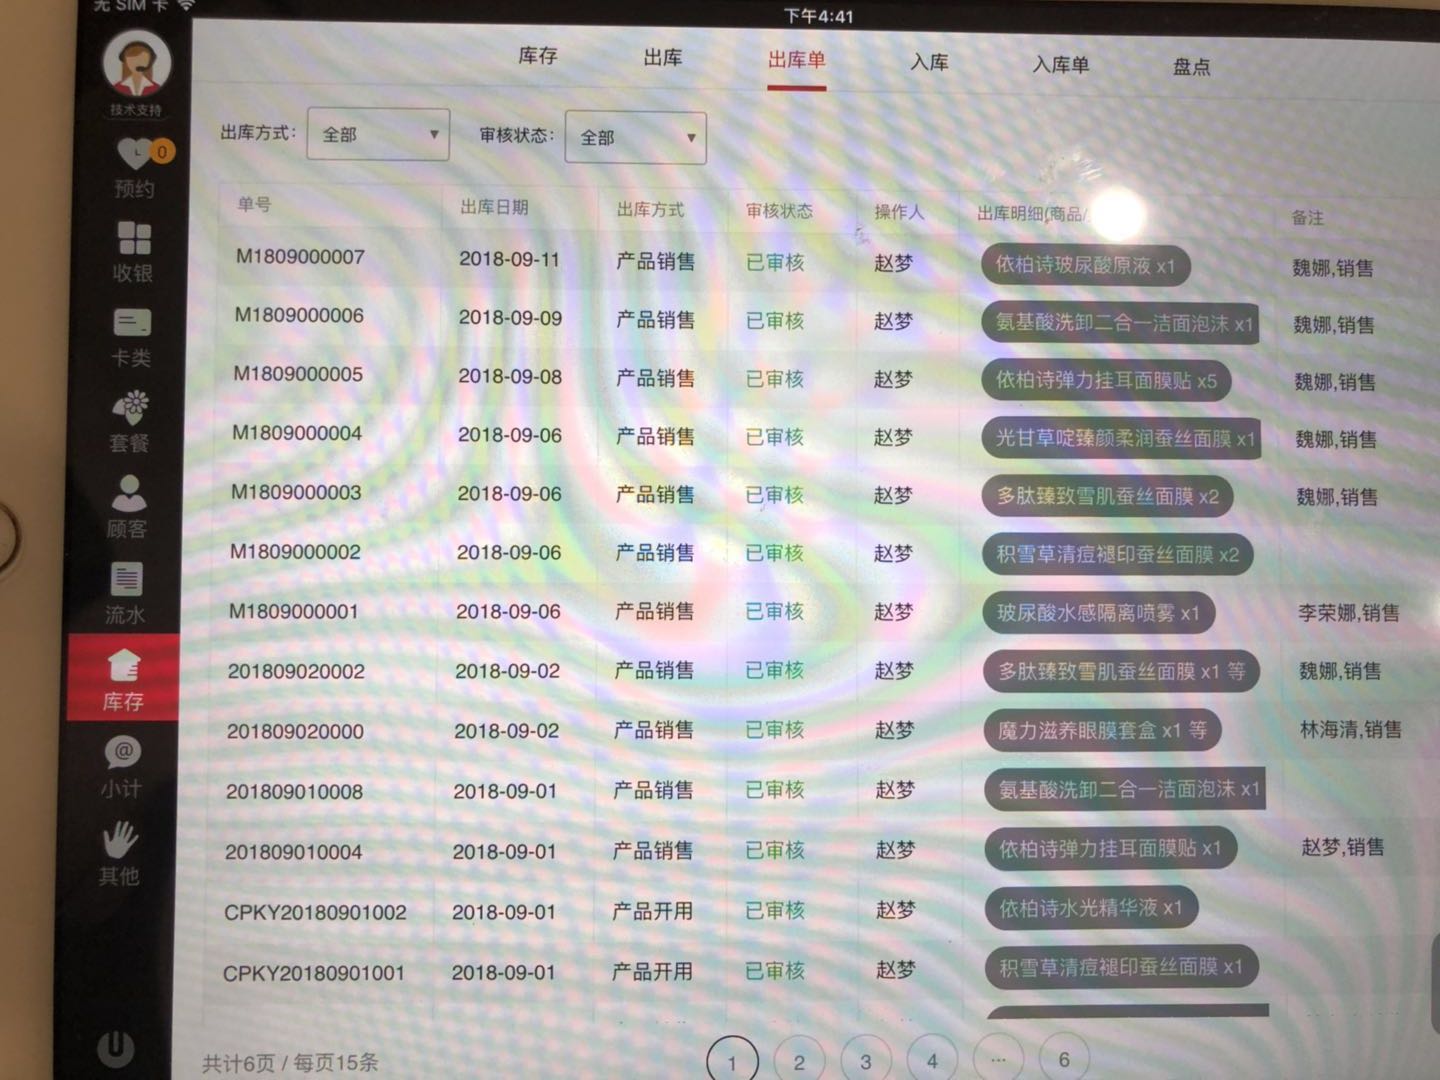 无 SIM 卡
下午4:41
技术支持
0
预约
收银
卡类
套餐
顾客
流水
库存
小计
其他
库存 出库 出库单 入库 入库单 盘点
出库方式: 全部 审核状态: 全部
单号 出库日期 出库方式 审核状态 操作人 出库明细(商品/ 备注
M1809000007 2018-09-11 产品销售 已审核 赵梦 依柏诗玻尿酸原液 x1 魏娜,销售
M1809000006 2018-09-09 产品销售 已审核 赵梦 氨基酸洗卸二合一洁面泡沫 x1 魏娜,销售
M1809000005 2018-09-08 产品销售 已审核 赵梦 依柏诗弹力挂耳面膜贴 x5 魏娜,销售
M1809000004 2018-09-06 产品销售 已审核 赵梦 光甘草啶臻颜柔润蚕丝面膜 x1 魏娜,销售
M1809000003 2018-09-06 产品销售 已审核 赵梦 多肽臻致雪肌蚕丝面膜 x2 魏娜,销售
M1809000002 2018-09-06 产品销售 已审核 赵梦 积雪草清痘褪印蚕丝面膜 x2
M1809000001 2018-09-06 产品销售 已审核 赵梦 玻尿酸水感隔离喷雾 x1 李荣娜,销售
201809020002 2018-09-02 产品销售 已审核 赵梦 多肽臻致雪肌蚕丝面膜 x1 等 魏娜,销售
201809020000 2018-09-02 产品销售 已审核 赵梦 魔力滋养眼膜套盒 x1 等 林海清,销售
201809010008 2018-09-01 产品销售 已审核 赵梦 氨基酸洗卸二合一洁面泡沫 x1
201809010004 2018-09-01 产品销售 已审核 赵梦 依柏诗弹力挂耳面膜贴 x1 赵梦,销售
CPKY20180901002 2018-09-01 产品开用 已审核 赵梦 依柏诗水光精华液 x1
CPKY20180901001 2018-09-01 产品开用 已审核 赵梦 积雪草清痘褪印蚕丝面膜 x1
共计6页 / 每页15条 1 2 3 4 ... 6